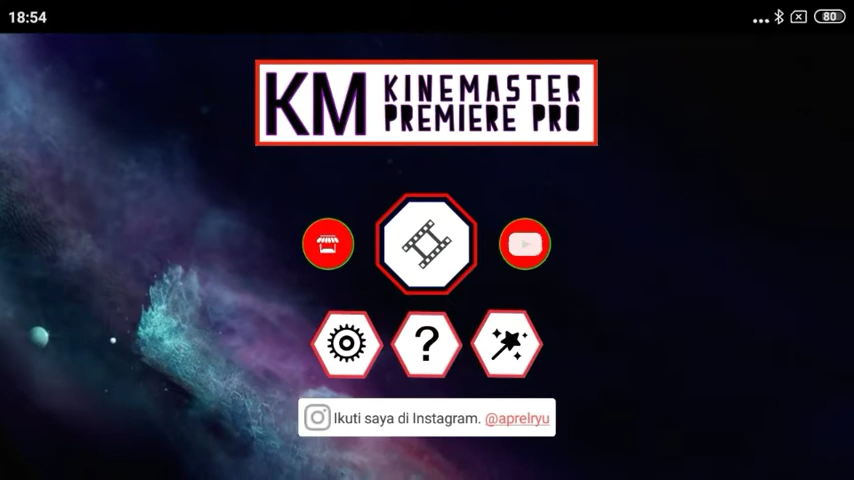 18:54
80
KM KINEMASTER
PREMIERE PRO
?
Ikuti saya di Instagram. @aprelryu